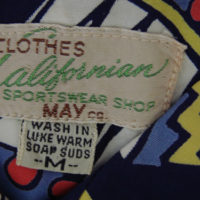 CLOTHES
Californian
SPORTSWEAR SHOP
MAY CO.
WASH IN
LUKE WARM
SOAP SUDS
-M-